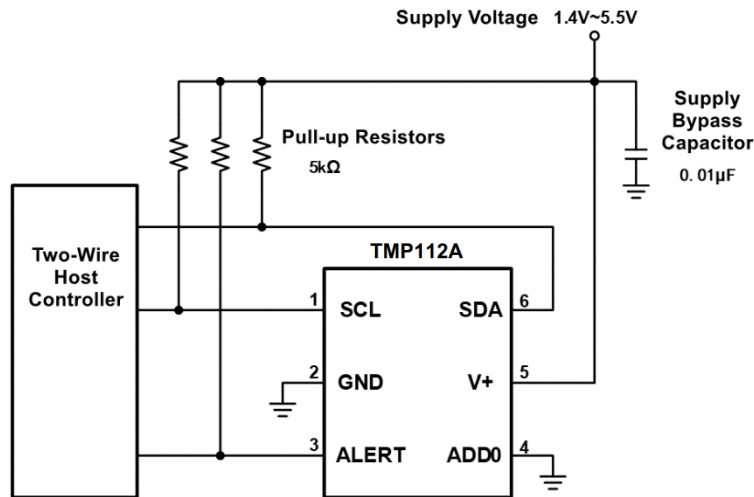 Supply Voltage 1.4V~5.5V
Pull-up Resistors
5kΩ
Supply
Bypass
Capacitor
0.01µF
Two-Wire
Host
Controller
TMP112A
1 SCL SDA 6
2 GND V+ 5
3 ALERT ADD0 4